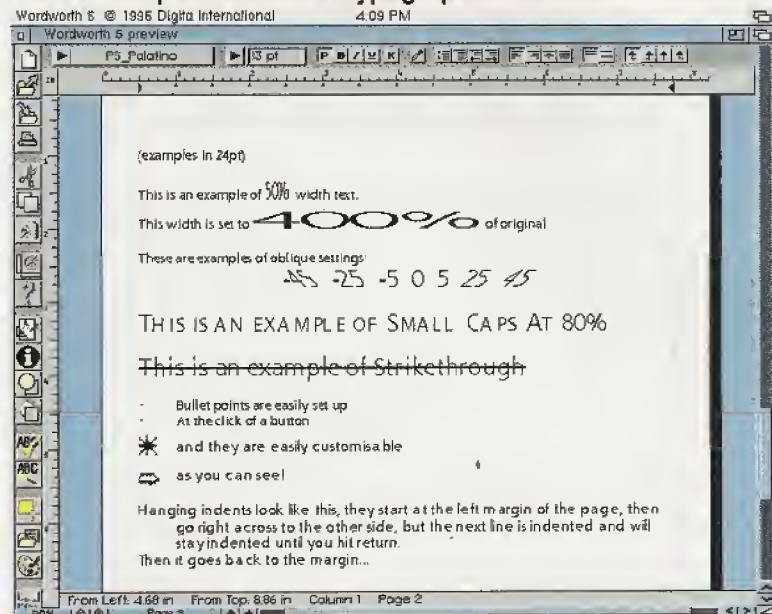 Wordworth 6 © 1996 Digita International 4:09 PM
Wordworth 6 preview
PS_Palatino 13 pt P B I U K
(examples in 24pt)
This is an example of 50% width text.
This width is set to 400% of original
These are examples of oblique settings
-45 -25 -5 0 5 25 45
THIS IS AN EXAMPLE OF SMALL CAPS AT 80%
This is an example of Strikethrough
- Bullet points are easily set up
- At the click of a button
and they are easily customisable
as you can see!
Hanging indents look like this, they start at the left margin of the page, then
go right across to the other side, but the next line is indented and will
stay indented until you hit return.
Then it goes back to the margin...
ABC
ABC
From Left: 4.68 in From Top: 8.86 in Column 1 Page 2